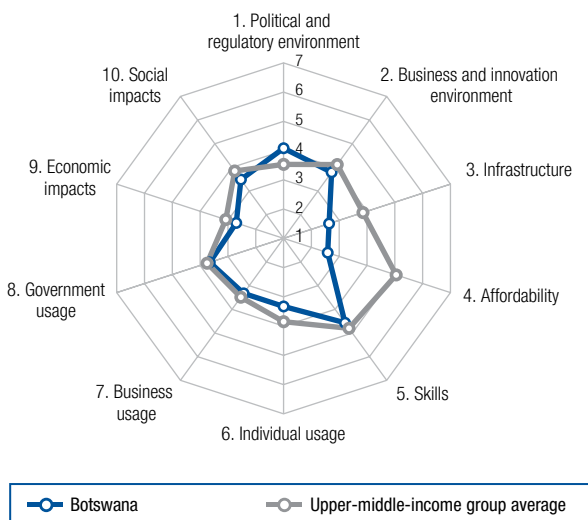 1. Political and
regulatory environment
10. Social
impacts
2. Business and innovation
environment
9. Economic
impacts
3. Infrastructure
8. Government
usage
4. Affordability
7. Business
usage
5. Skills
6. Individual usage
7
6
5
4
3
2
1
Botswana
Upper-middle-income group average